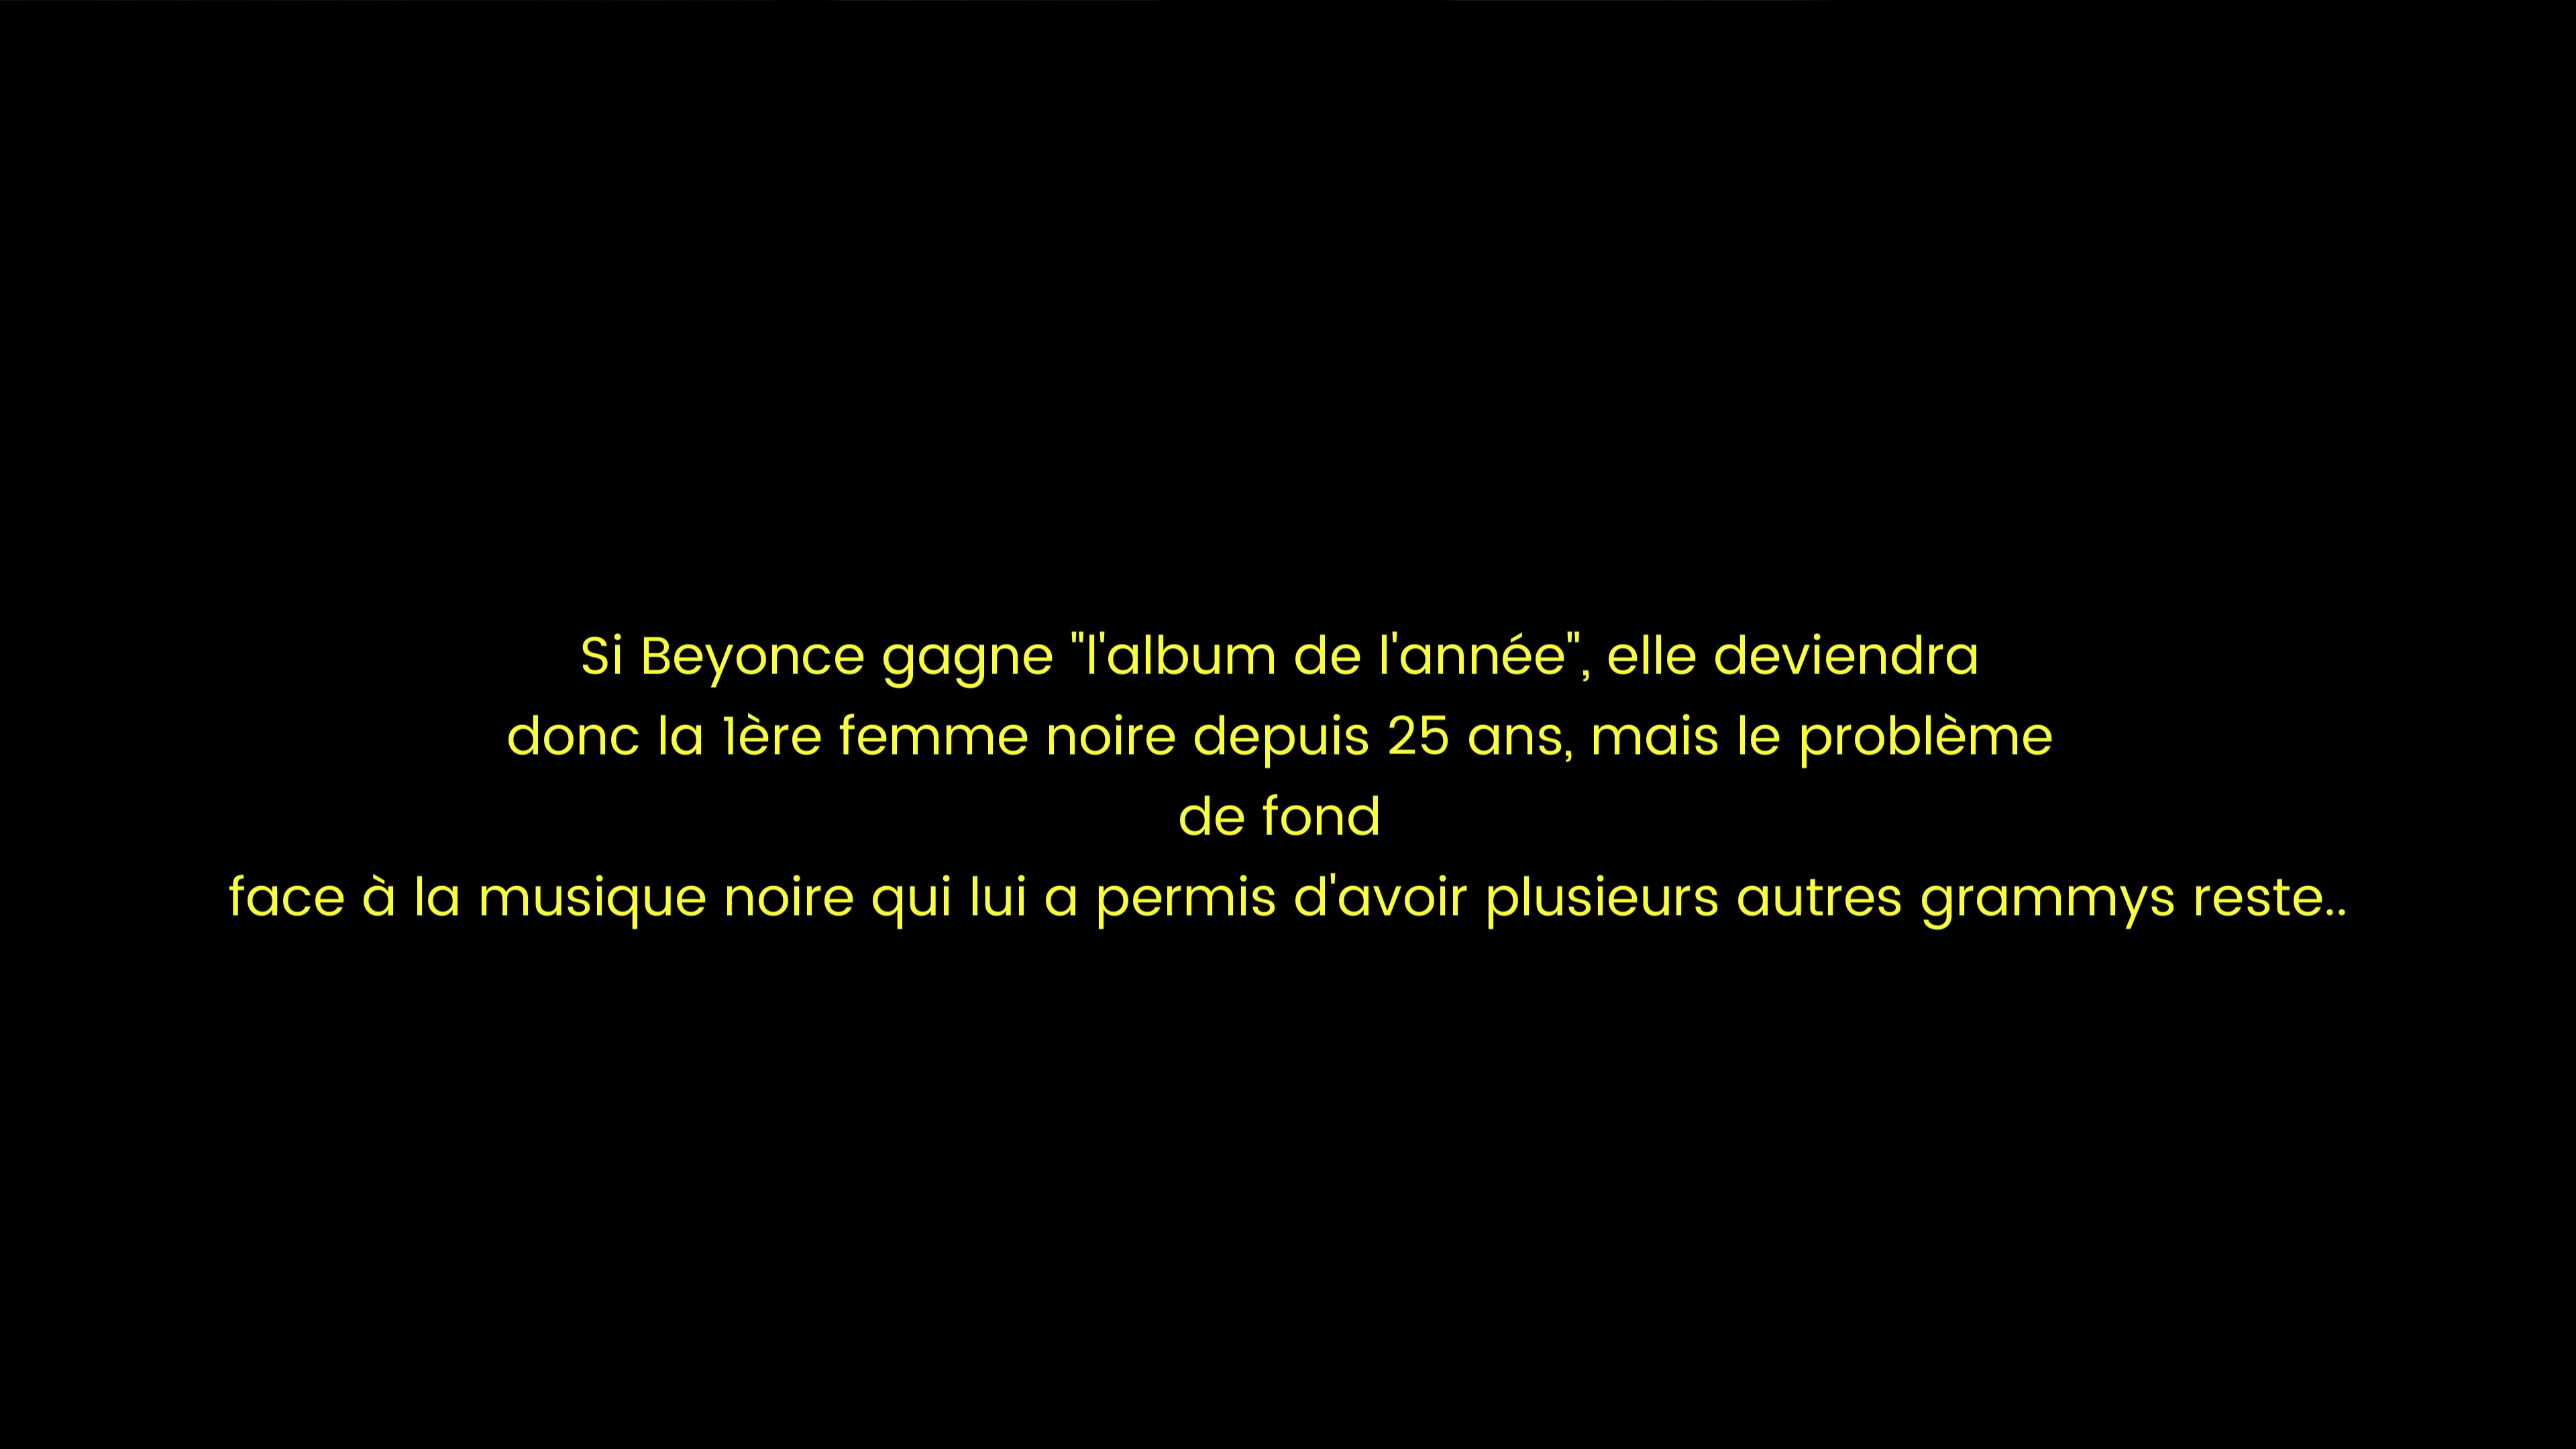 Si Beyonce gagne "l'album de l'année", elle deviendra
donc la 1ère femme noire depuis 25 ans, mais le problème
de fond
face à la musique noire qui lui a permis d'avoir plusieurs autres grammys reste..